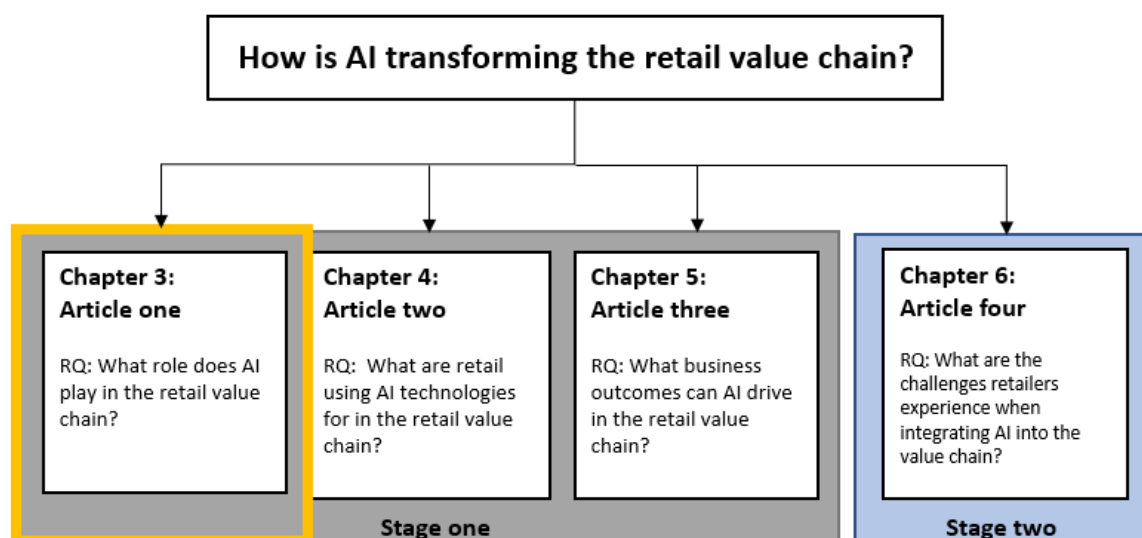 How is AI transforming the retail value chain?
Chapter 3:
Article one
RQ: What role does AI
play in the retail value
chain?
Chapter 4:
Article two
RQ:  What are retail
using AI technologies
for in the retail value
chain?
Chapter 5:
Article three
RQ: What business
outcomes can AI drive
in the retail value
chain?
Chapter 6:
Article four
RQ: What are the
challenges retailers
experience when
integrating AI into the
value chain?
Stage one
Stage two